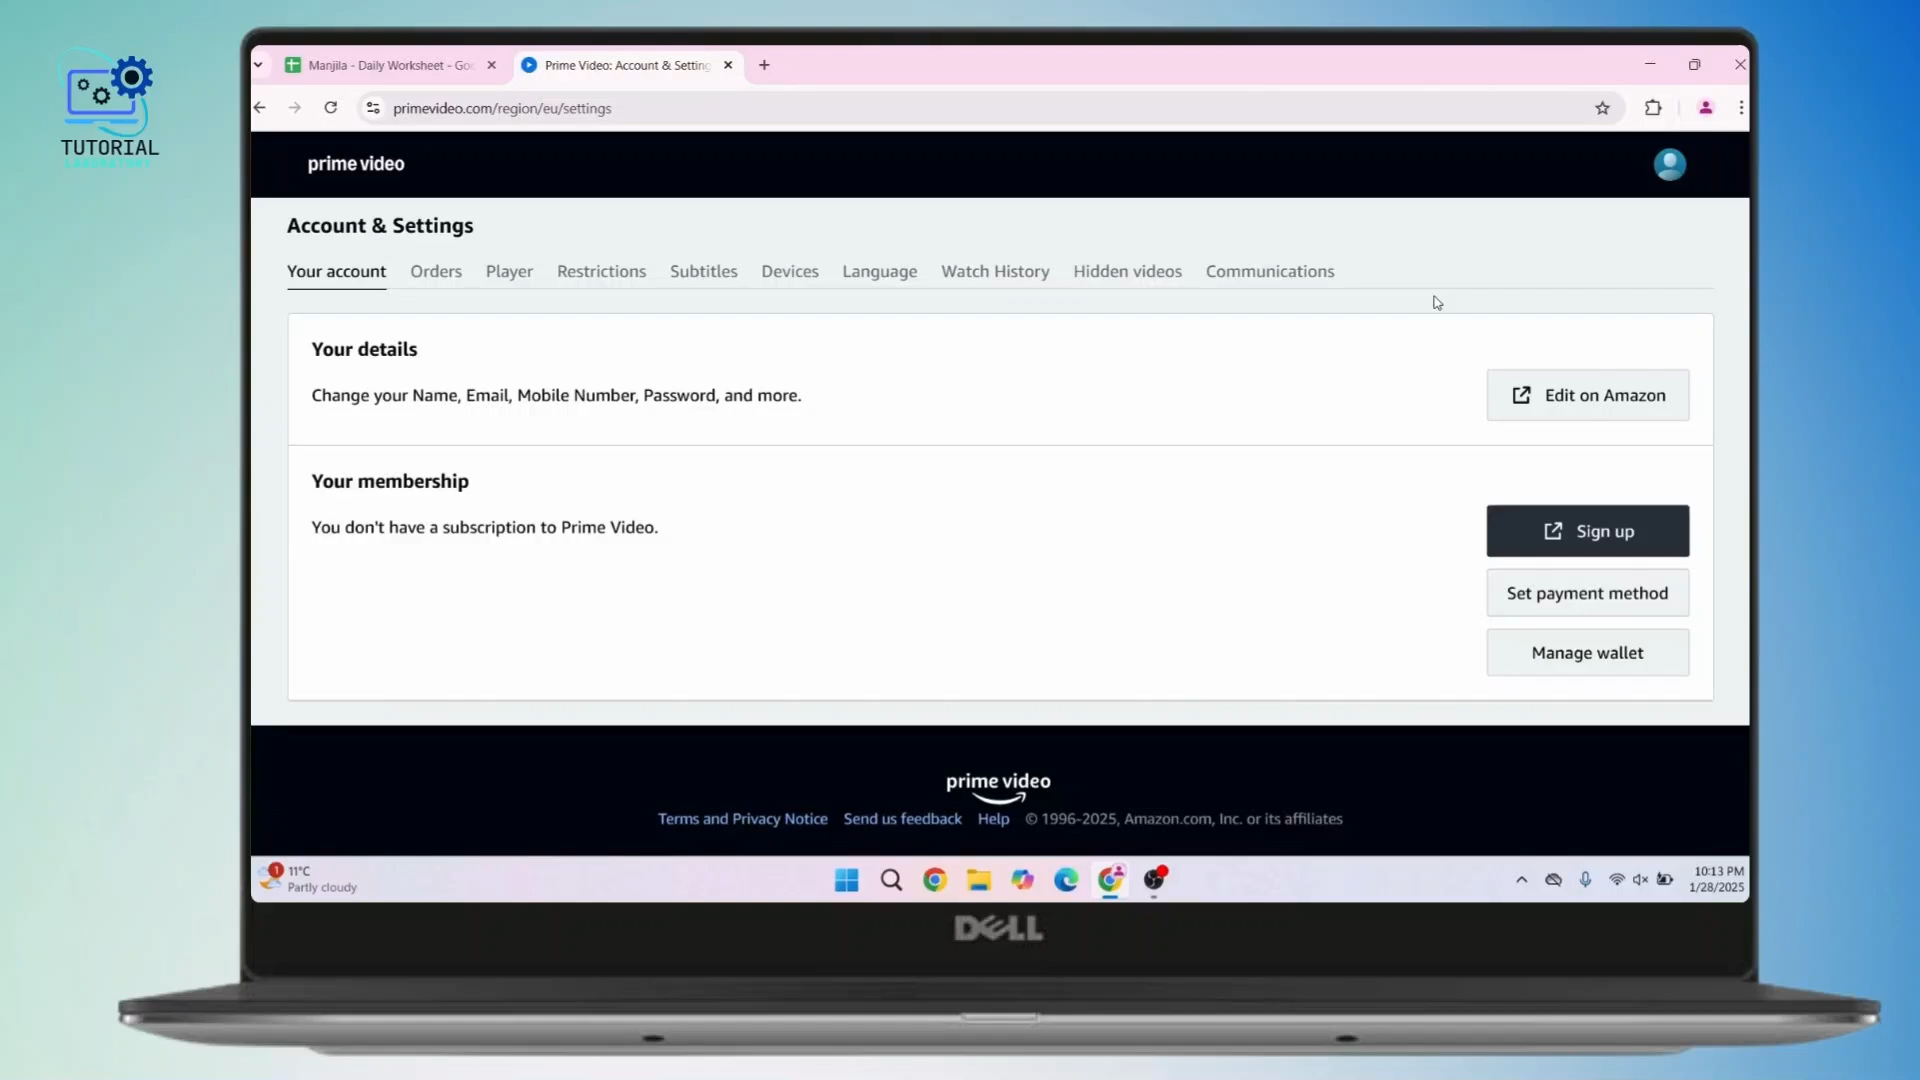 TUTORIAL
LABORATORY
Manjila - Daily Worksheet - Goo
Prime Video: Account & Setting
primevideo.com/region/eu/settings
prime video
Account & Settings
Your account Orders Player Restrictions Subtitles Devices Language Watch History Hidden videos Communications
Your details
Change your Name, Email, Mobile Number, Password, and more.
Edit on Amazon
Your membership
You don't have a subscription to Prime Video.
Sign up
Set payment method
Manage wallet
prime video
Terms and Privacy Notice Send us feedback Help © 1996-2025, Amazon.com, Inc. or its affiliates
1
11°C
Partly cloudy
10:13 PM
1/28/2025
DELL